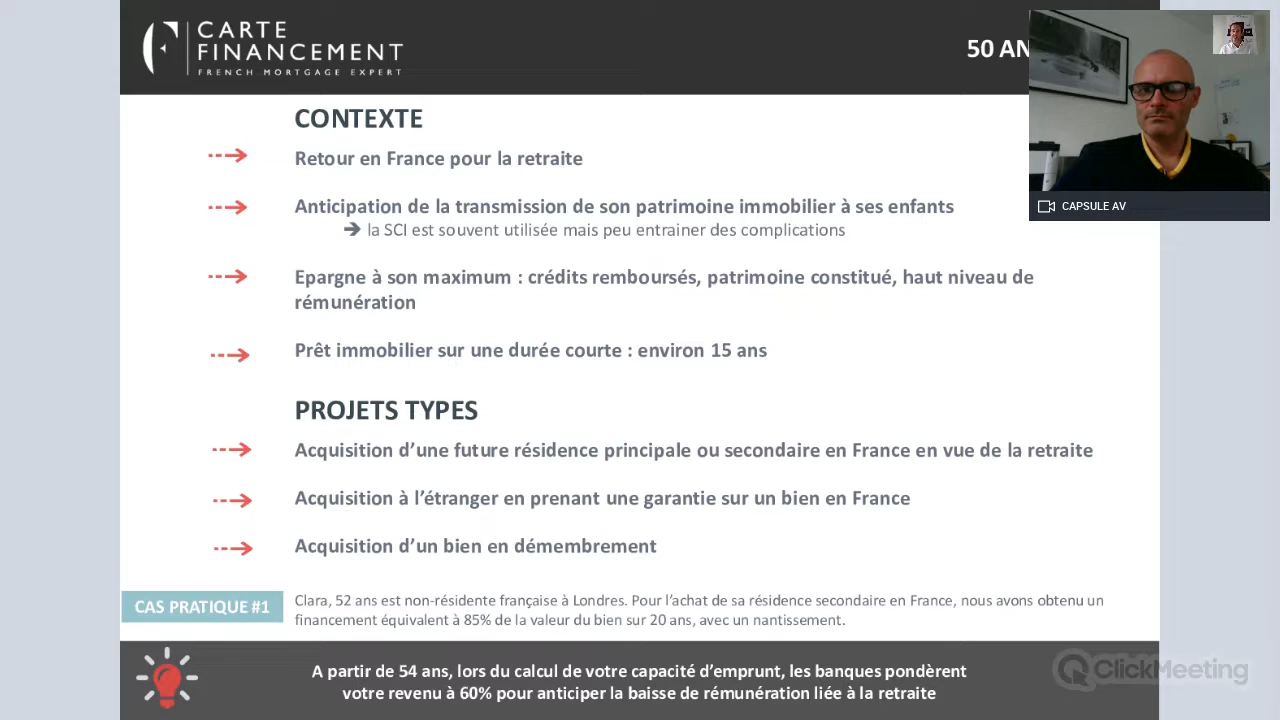 CARTE
FINANCEMENT
FRENCH MORTGAGE EXPERT
50
CAPSULE AV
CONTEXTE
Retour en France pour la retraite
Anticipation de la transmission de son patrimoine immobilier à ses enfants
➔ la SCI est souvent utilisée mais peu entrainer des complications
Epargne à son maximum : crédits remboursés, patrimoine constitué, haut niveau de
rémunération
Prêt immobilier sur une durée courte : environ 15 ans
PROJETS TYPES
Acquisition d’une future résidence principale ou secondaire en France en vue de la retraite
Acquisition à l’étranger en prenant une garantie sur un bien en France
Acquisition d’un bien en démembrement
CAS PRATIQUE #1
Clara, 52 ans est non-résidente française à Londres. Pour l’achat de sa résidence secondaire en France, nous avons obtenu un
financement équivalent à 85% de la valeur du bien sur 20 ans, avec un nantissement.
A partir de 54 ans, lors du calcul de votre capacité d’emprunt, les banques pondèrent
votre revenu à 60% pour anticiper la baisse de rémunération liée à la retraite
ClickMeeting